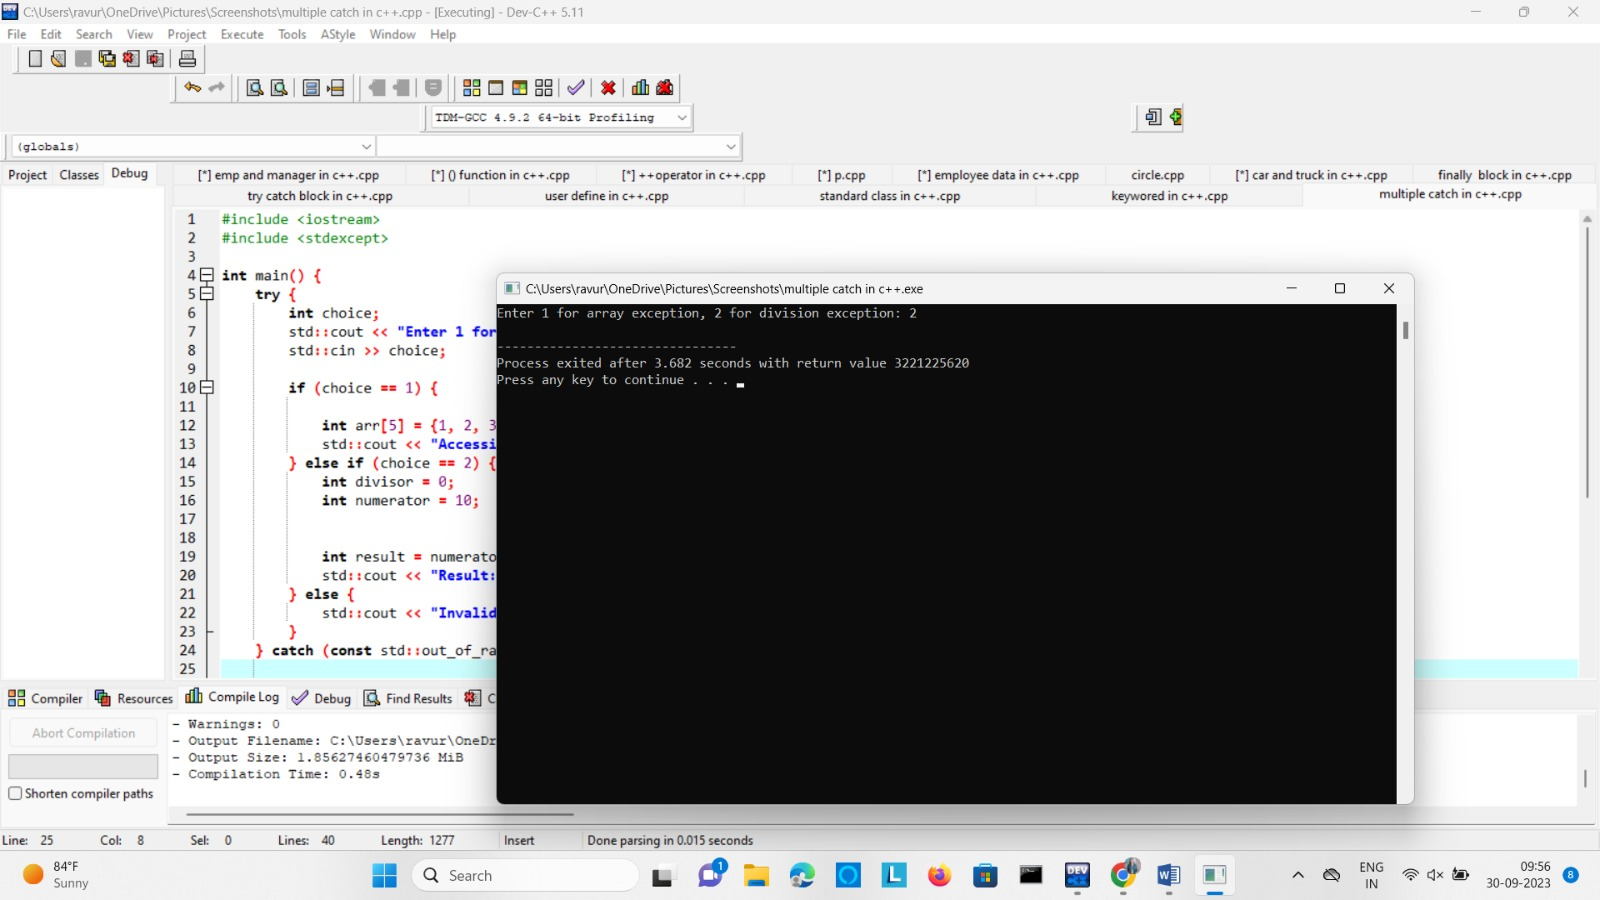 C:\Users\ravur\OneDrive\Pictures\Screenshots\multiple catch in c++.cpp - [Executing] - Dev-C++ 5.11
File Edit Search View Project Execute Tools AStyle Window Help
TDM-GCC 4.9.2 64-bit Profiling
(globals)
Project Classes Debug
[*] emp and manager in c++.cpp [*] () function in c++.cpp [*] ++operator in c++.cpp [*] p.cpp [*] employee data in c++.cpp circle.cpp [*] car and truck in c++.cpp finally block in c++.cpp
try catch block in c++.cpp user define in c++.cpp standard class in c++.cpp keywored in c++.cpp multiple catch in c++.cpp
1 #include <iostream>
2 #include <stdexcept>
3
4 int main() {
5 try {
6 int choice;
7 std::cout << "Enter 1 for
8 std::cin >> choice;
9
10 if (choice == 1) {
11
12 int arr[5] = {1, 2, 3
13 std::cout << "Accessi
14 } else if (choice == 2) {
15 int divisor = 0;
16 int numerator = 10;
17
18
19 int result = numerato
20 std::cout << "Result:
21 } else {
22 std::cout << "Invalid
23 }
24 } catch (const std::out_of_ra
25
C:\Users\ravur\OneDrive\Pictures\Screenshots\multiple catch in c++.exe
Enter 1 for array exception, 2 for division exception: 2
--------------------------------
Process exited after 3.682 seconds with return value 3221225620
Press any key to continue . . .
Compiler Resources Compile Log Debug Find Results C
Abort Compilation
Shorten compiler paths
- Warnings: 0
- Output Filename: C:\Users\ravur\OneDr
- Output Size: 1.85627460479736 MiB
- Compilation Time: 0.48s
Line: 25 Col: 8 Sel: 0 Lines: 40 Length: 1277 Insert Done parsing in 0.015 seconds
84°F
Sunny
Search
1
L
DEV
W
ENG
IN
09:56
30-09-2023
8